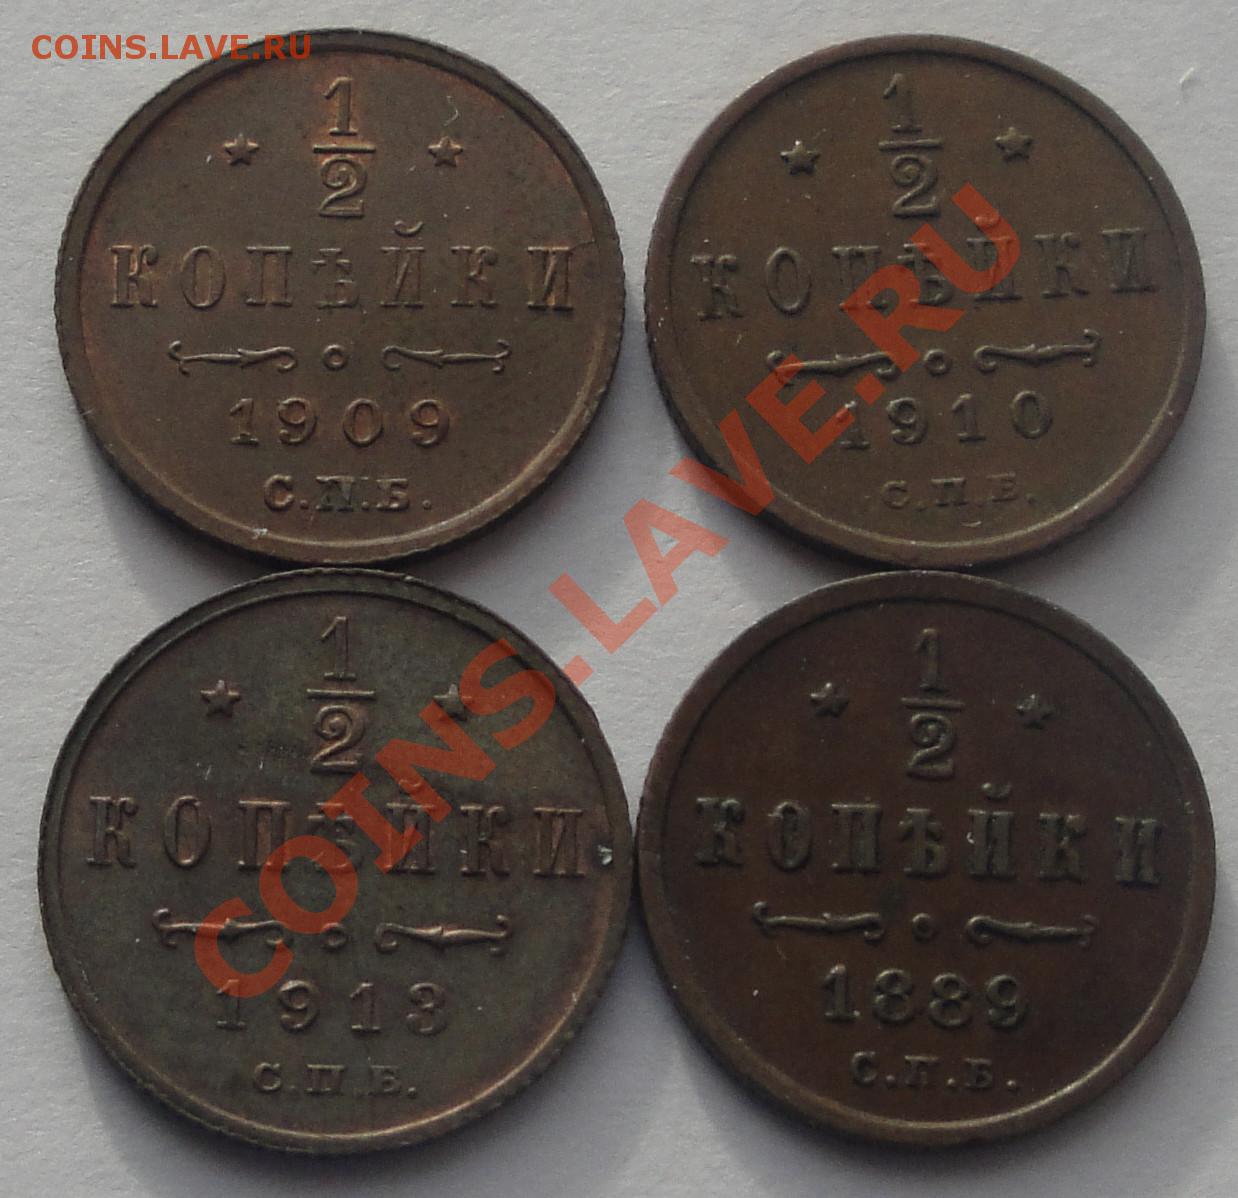 COINS.LAVE.RU
1
2
КОПѢЙКИ
1909
С.П.Б.
1
2
КОПѢЙКИ
1910
С.П.Б.
1
2
КОПѢЙКИ
1913
С.П.Б.
1
2
КОПѢЙКИ
1889
С.П.Б.
COINS.LAVE.RU